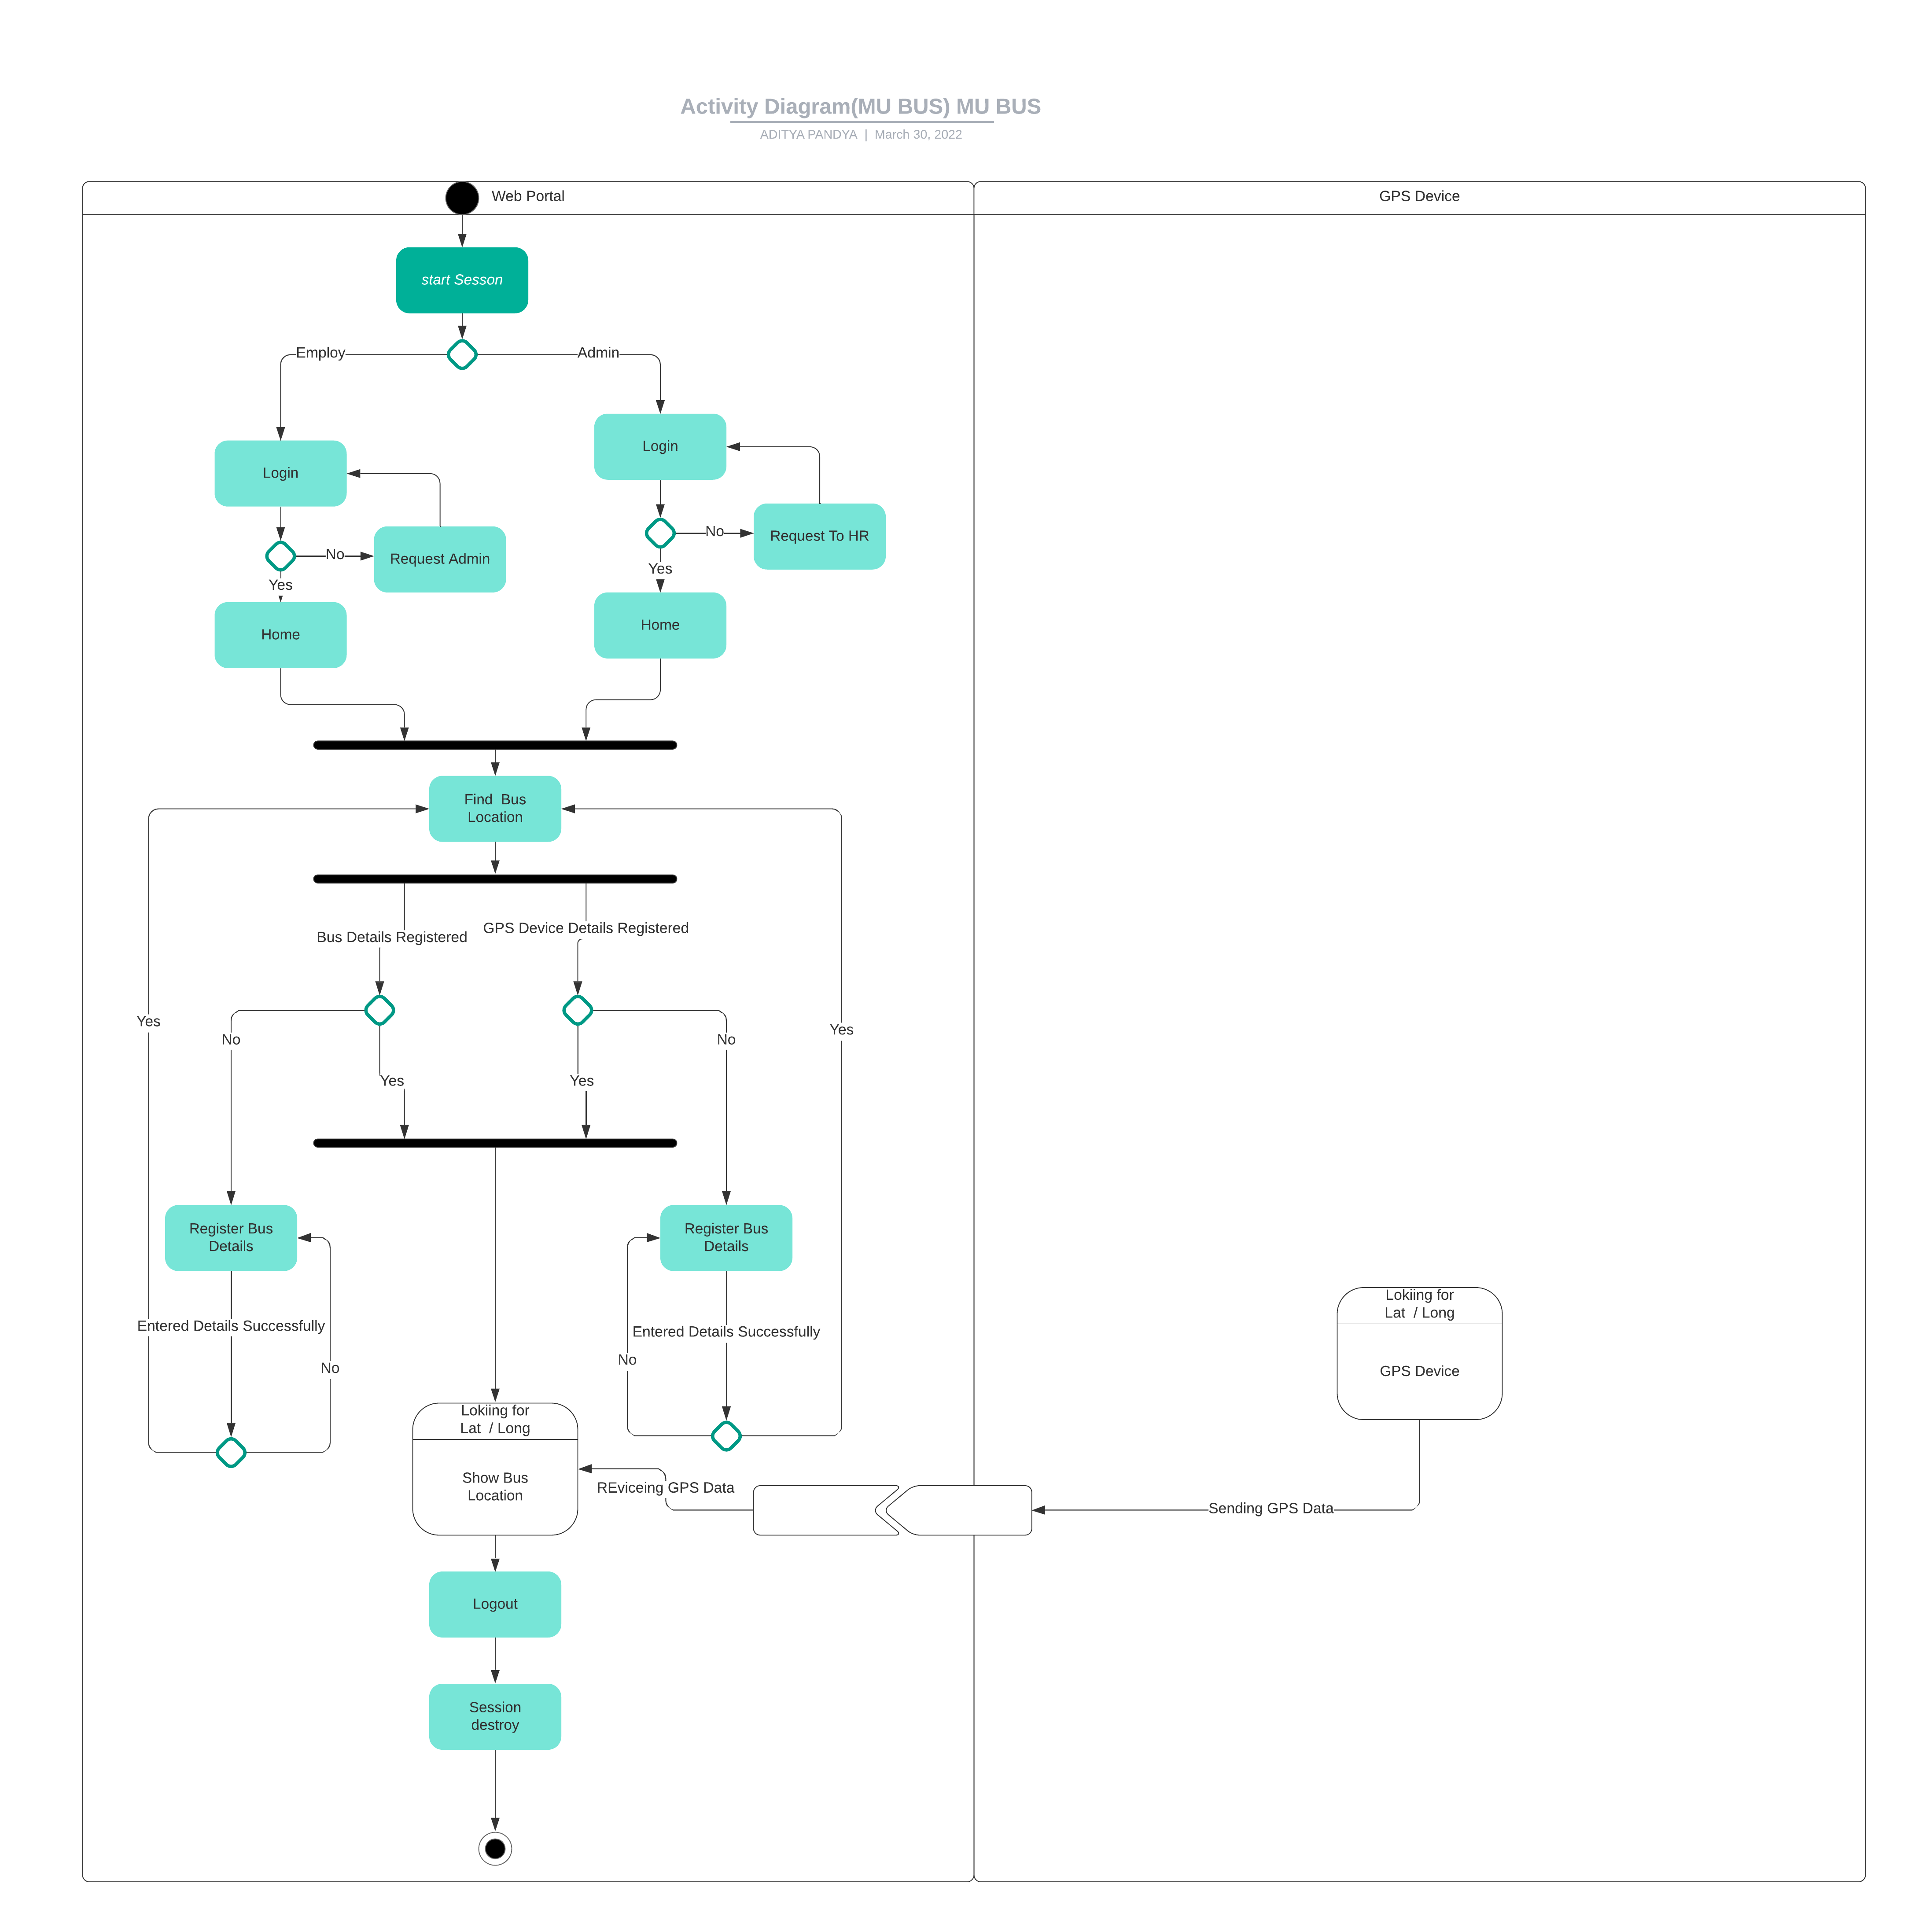 Activity Diagram(MU BUS) MU BUS
ADITYA PANDYA | March 30, 2022
Web Portal
GPS Device
start Sesson
Employ
Admin
Login
Login
No
Request To HR
No
Request Admin
Yes
Yes
Home
Home
Find  Bus
Location
Bus Details Registered
GPS Device Details Registered
Yes
Yes
No
No
Yes
Yes
Register Bus
Details
Register Bus
Details
Entered Details Successfully
Entered Details Successfully
No
No
Lokiing for
Lat  / Long
GPS Device
Lokiing for
Lat  / Long
Show Bus
Location
REviceing GPS Data
Sending GPS Data
Logout
Session
destroy